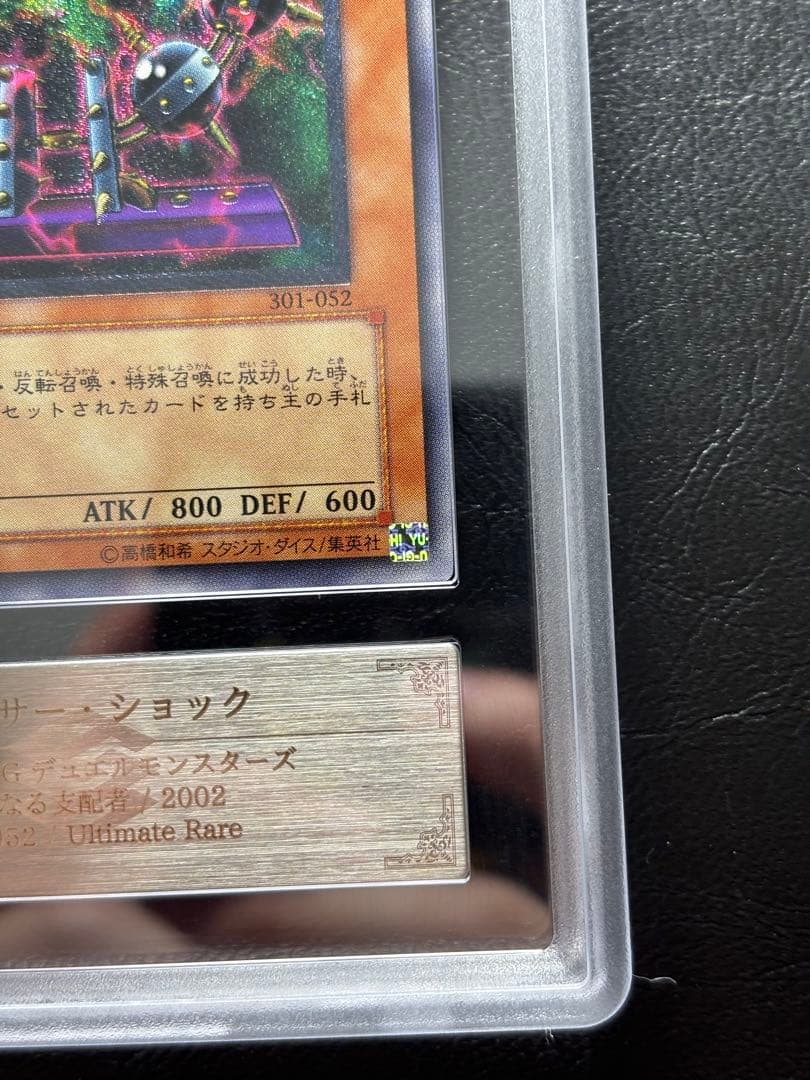 301-052
・反転召喚・特殊召喚に成功した時、
セットされたカードを持ち主の手札
ATK/ 800 DEF/ 600
©高橋和希 スタジオ・ダイス/集英社
HI YU-
サー・ショック
G デュエルモンスターズ
なる支配者 / 2002
052 / Ultimate Rare